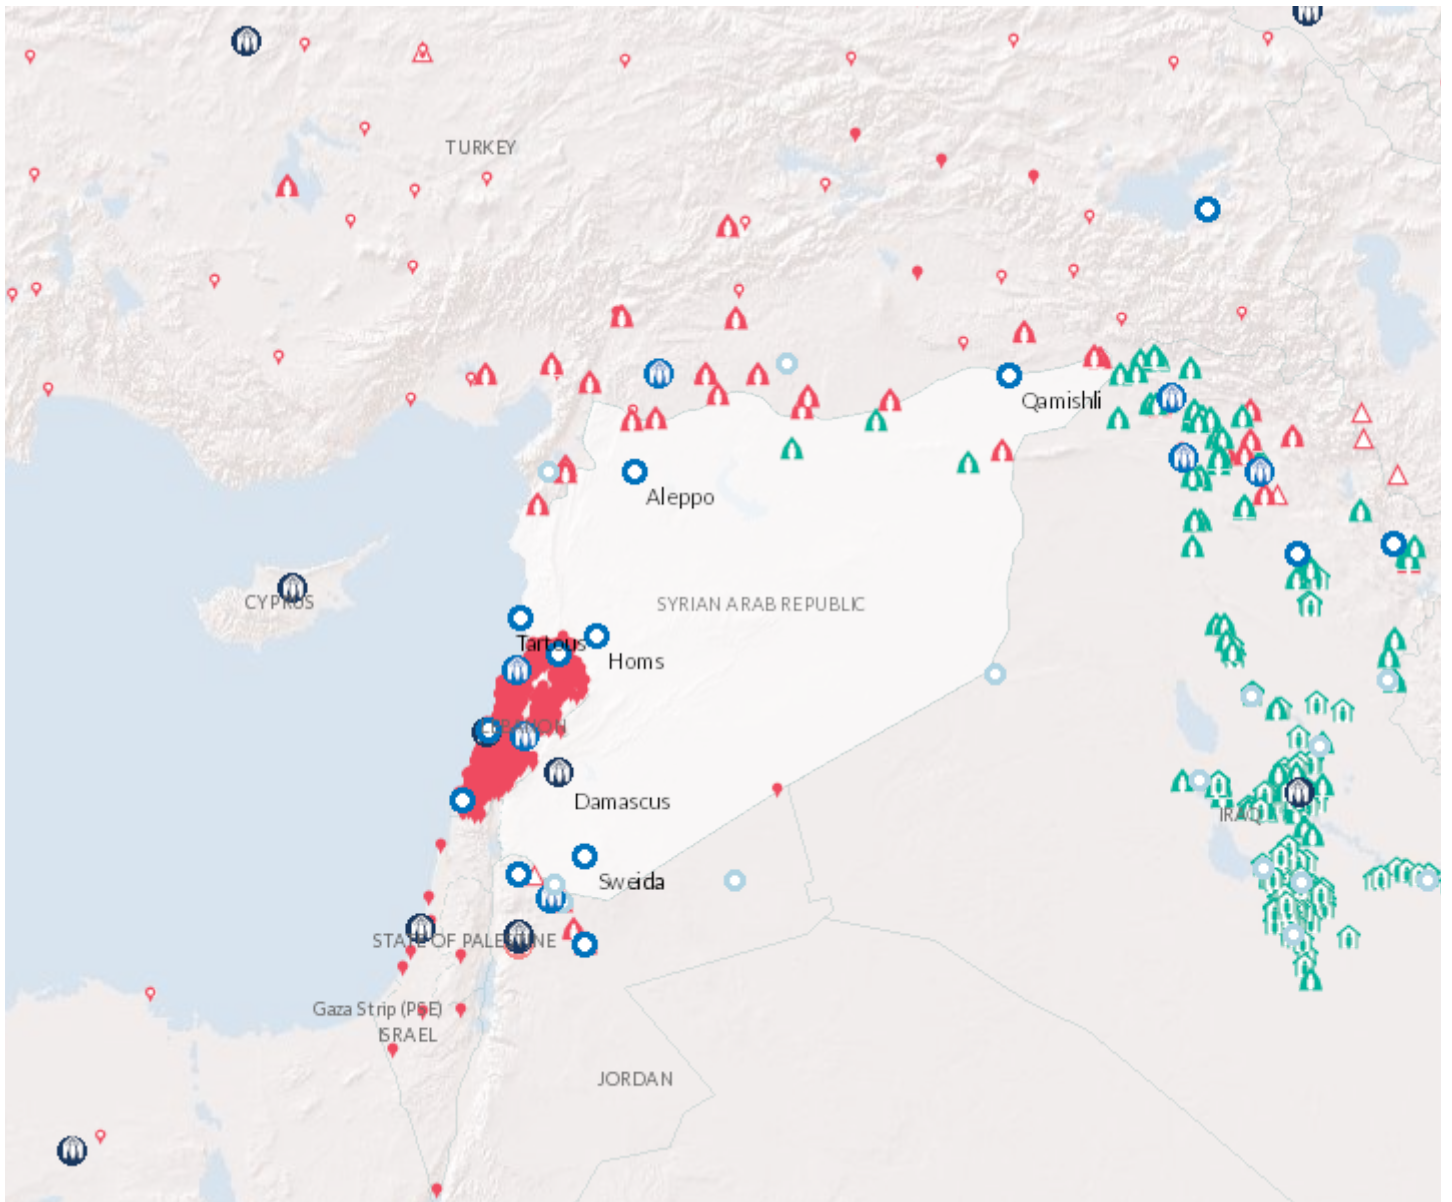 TURKEY
Qamishli
Aleppo
CYPRUS
SYRIAN ARAB REPUBLIC
Tartous
Homs
LEBANON
Damascus
IRAQ
Sweida
STATE OF PALESTINE
Gaza Strip (PSE)
ISRAEL
JORDAN